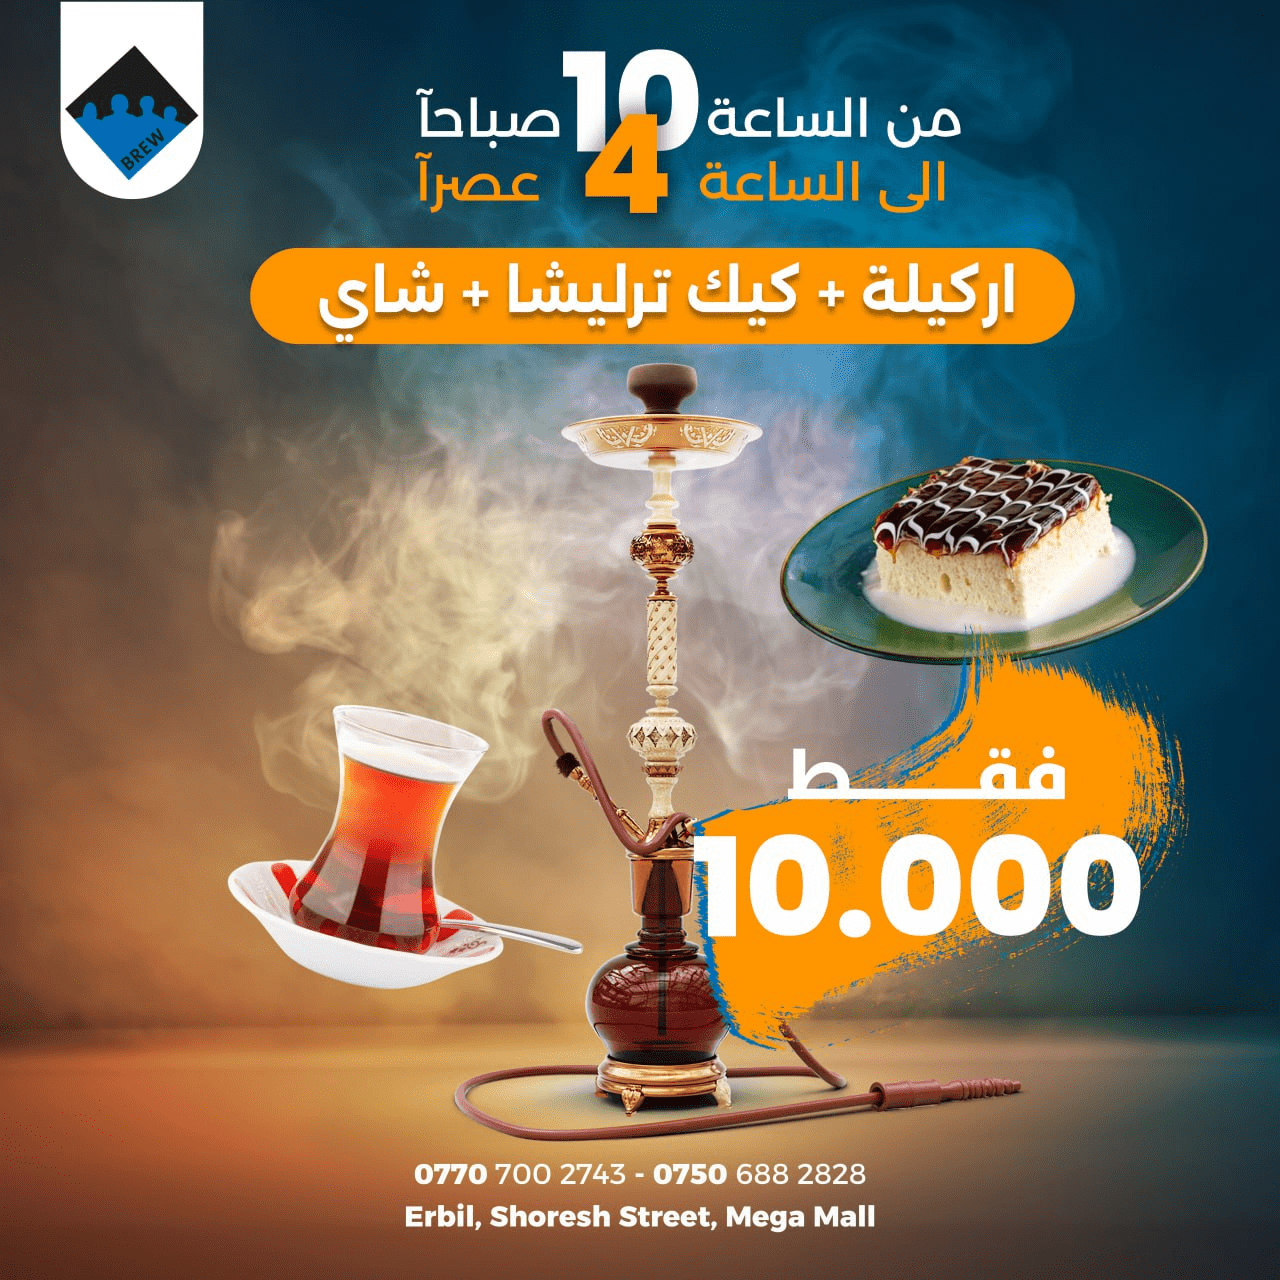 BREW
من الساعة 10 صباحآ
الى الساعة 4 عصرآ
اركيلة + كيك ترليشا + شاي
فقـــــــط
10.000
0770 700 2743 - 0750 688 2828
Erbil, Shoresh Street, Mega Mall